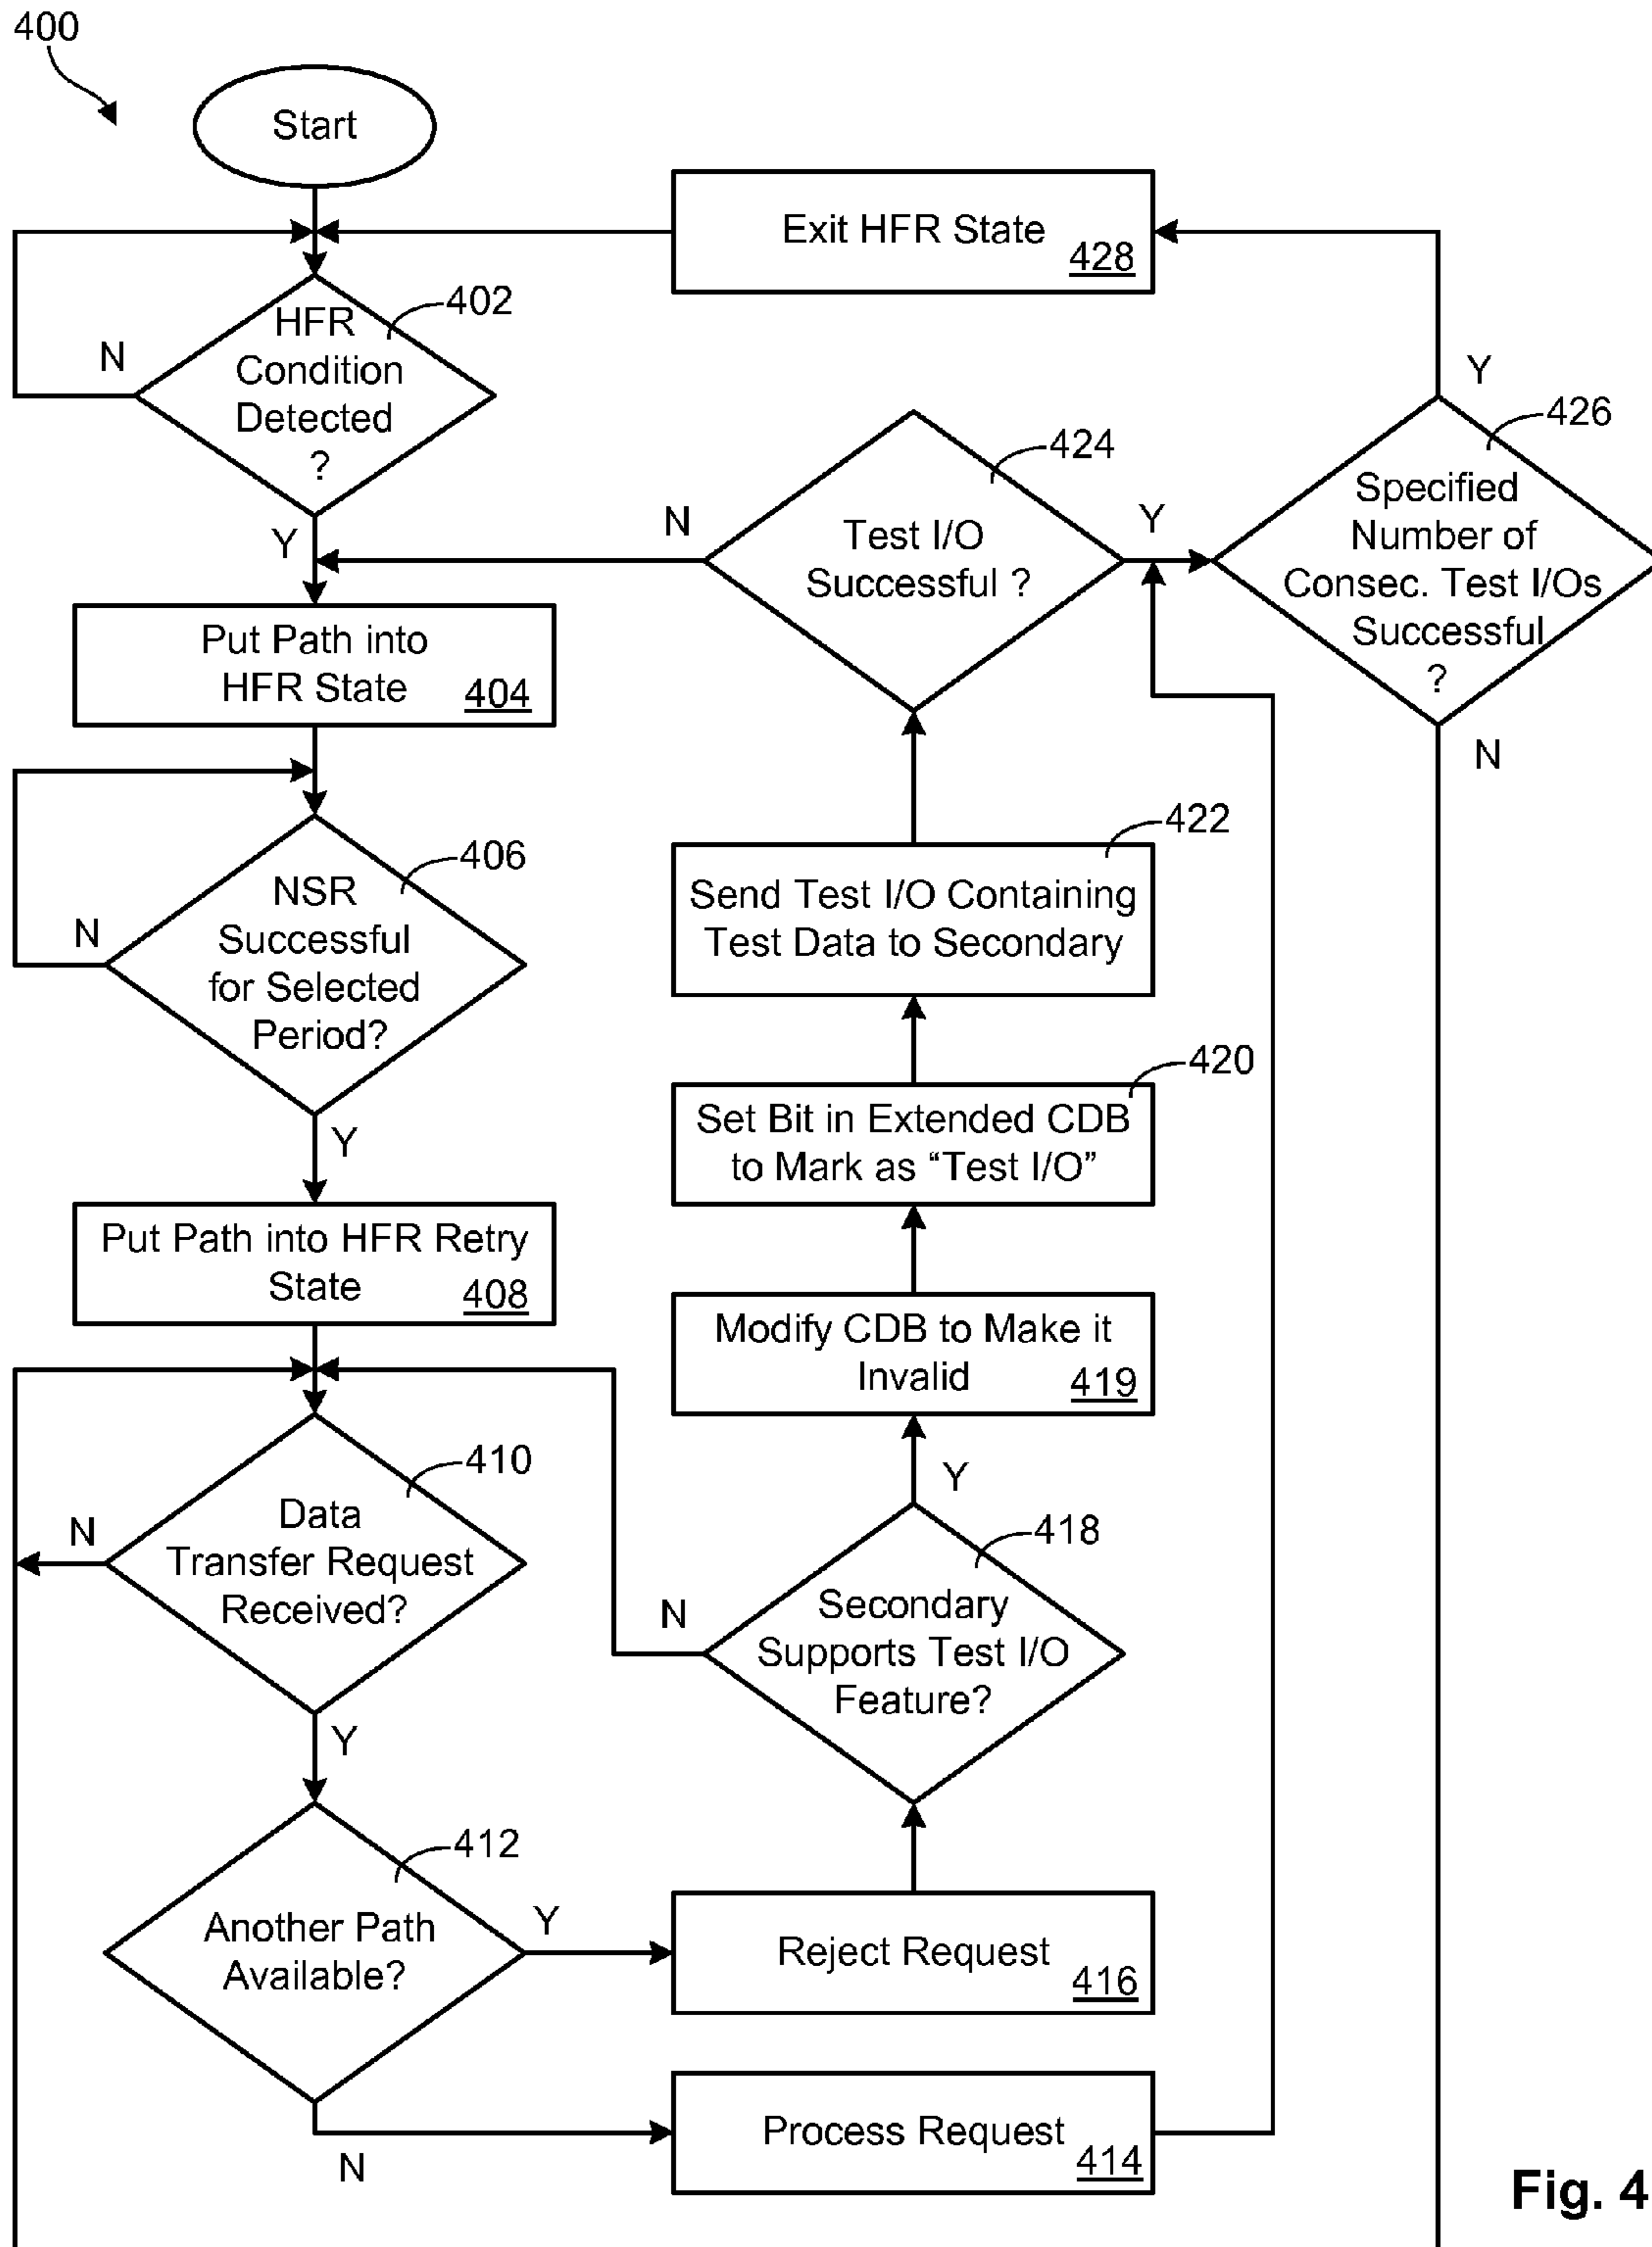 400
Start
Exit HFR State
428
HFR
Condition
Detected
?
402
N
Y
Test I/O
Successful ?
424
N
Y
Specified
Number of
Consec. Test I/Os
Successful
?
426
Y
N
Put Path into
HFR State
404
NSR
Successful
for Selected
Period?
406
N
Y
Send Test I/O Containing
Test Data to Secondary
422
Set Bit in Extended CDB
to Mark as “Test I/O”
420
Put Path into HFR Retry
State
408
Modify CDB to Make it
Invalid
419
Data
Transfer Request
Received?
410
N
Y
Secondary
Supports Test I/O
Feature?
418
N
Y
Another Path
Available?
412
Y
N
Reject Request
416
Process Request
414
Fig. 4